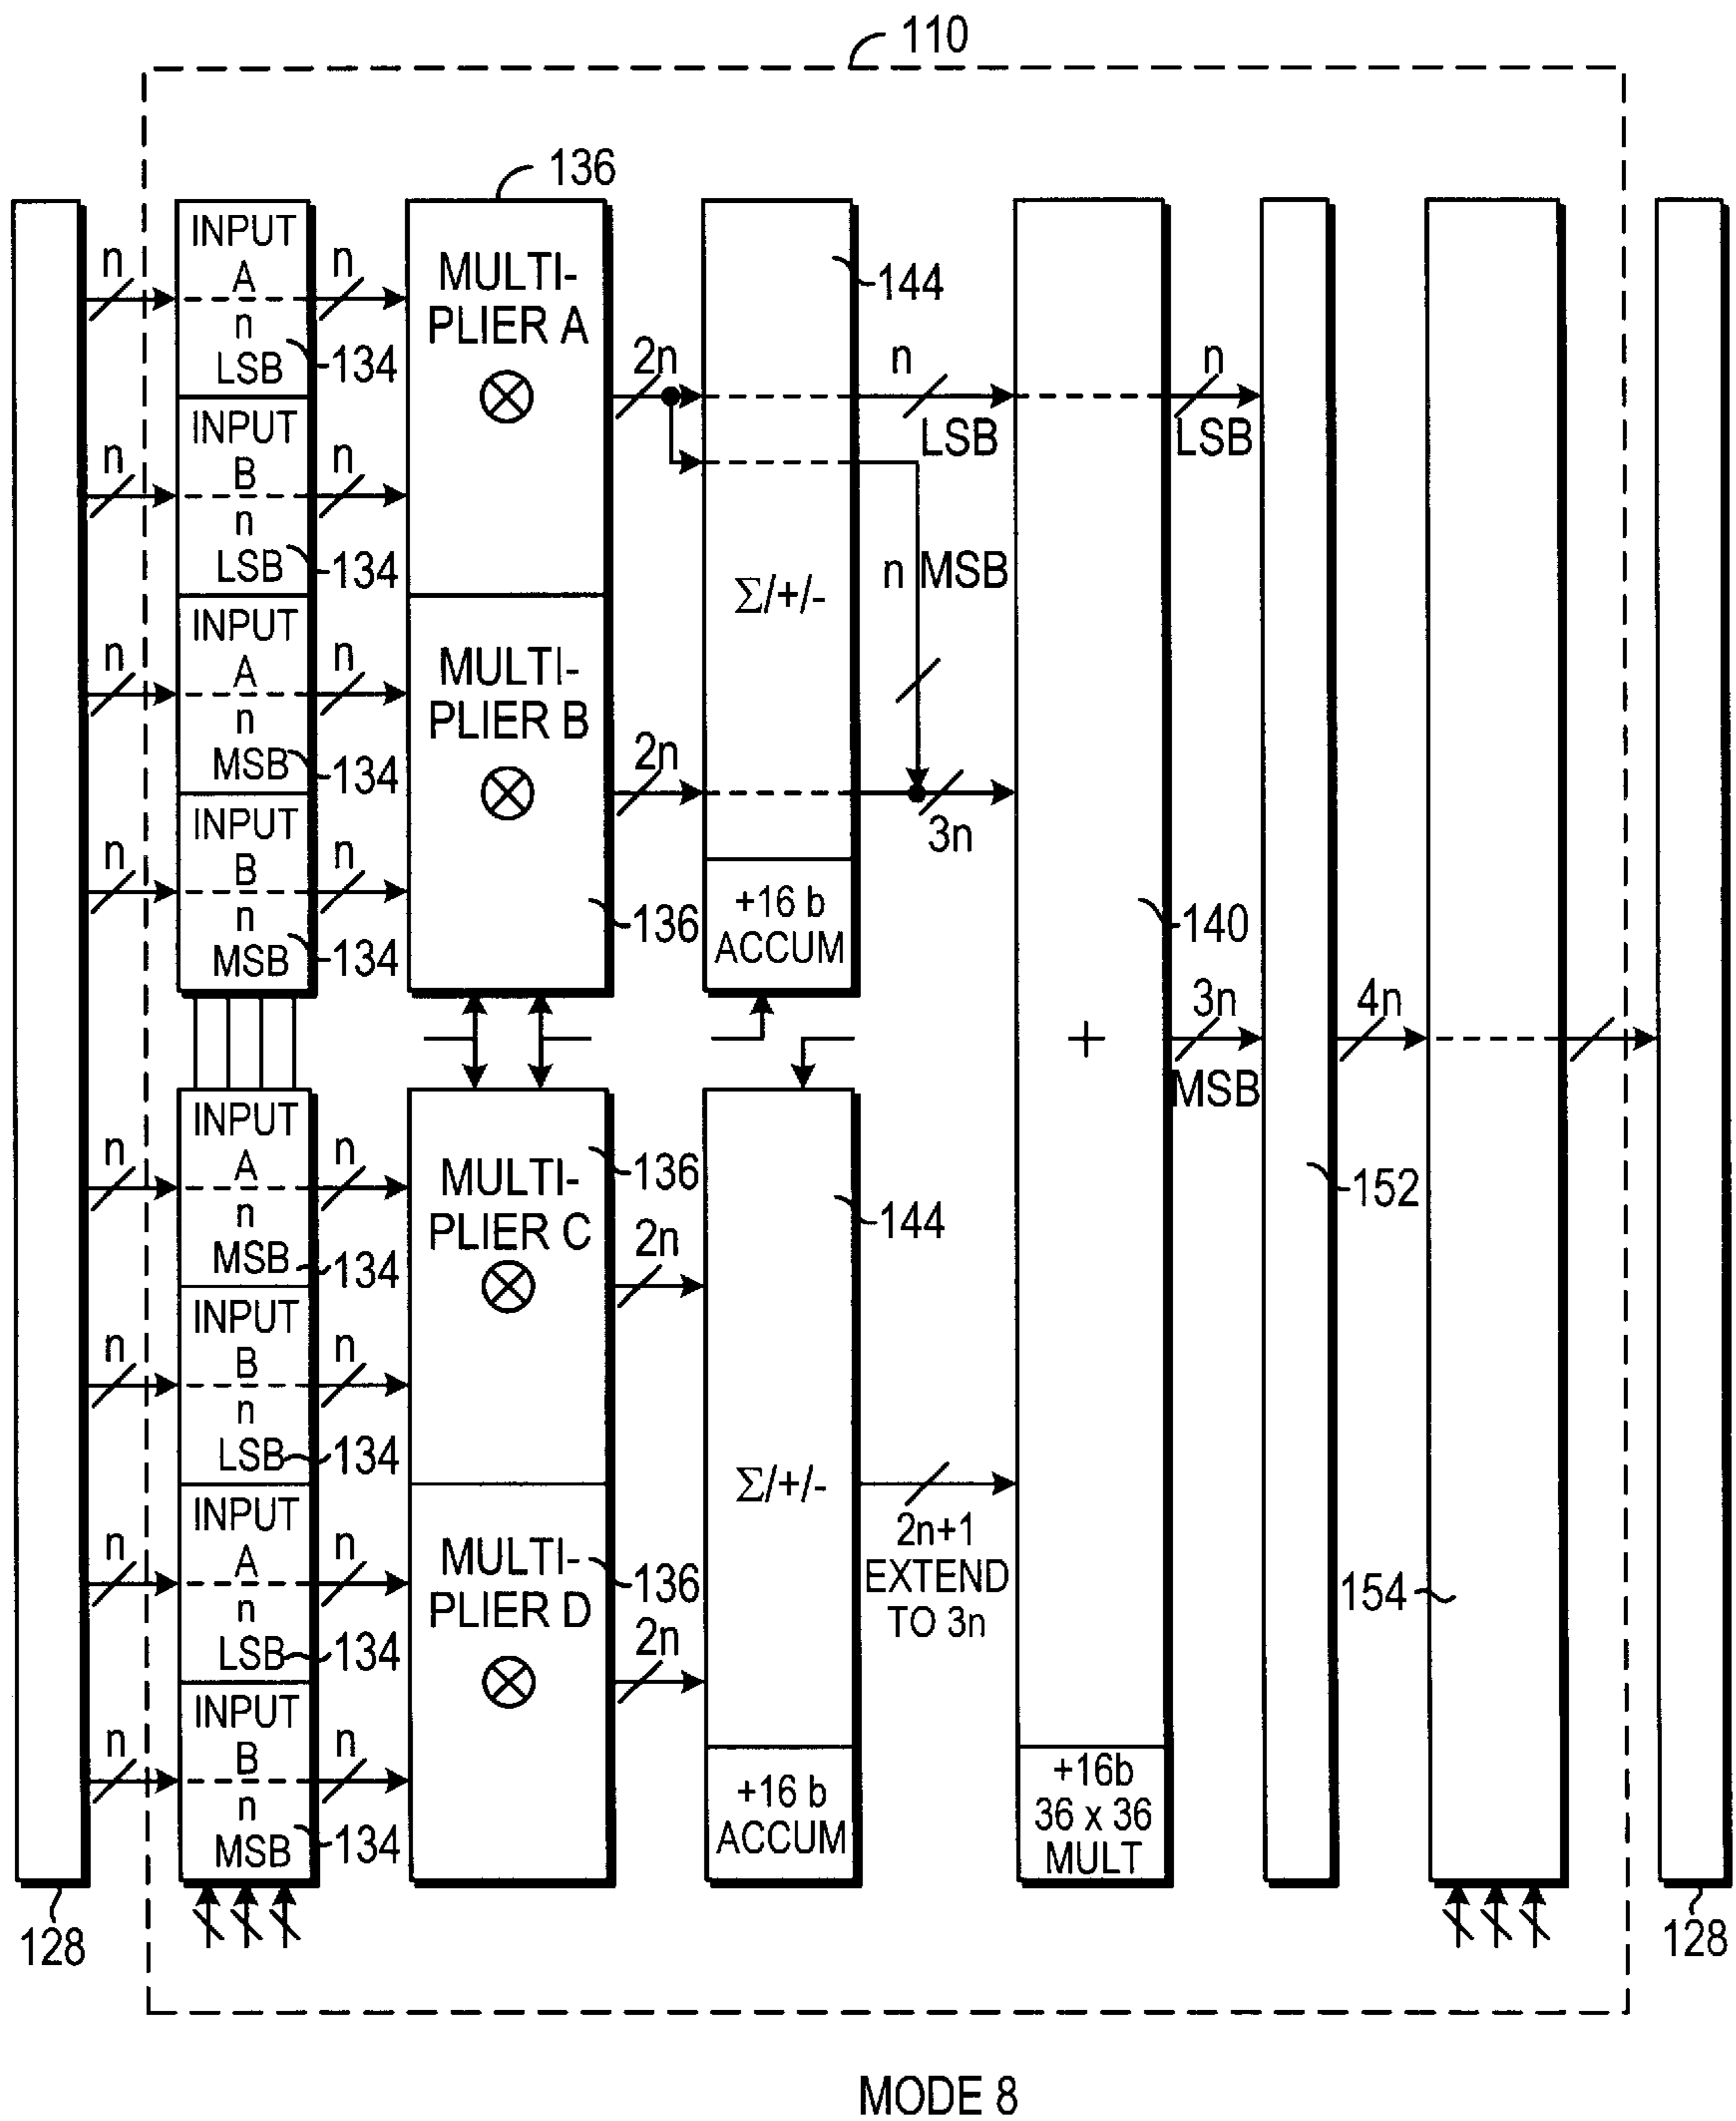 110
136
n
INPUT
A
n
LSB
134
n
n
INPUT
B
n
LSB
134
n
n
INPUT
A
n
MSB
134
n
n
INPUT
B
n
MSB
134
n
MULTI-
PLIER A
MULTI-
PLIER B
136
2n
2n
144
Σ/+/-
+16 b
ACCUM
n
LSB
n MSB
3n
n
LSB
140
+
3n
MSB
4n
152
154
n
INPUT
A
n
MSB
134
n
n
INPUT
B
n
LSB
134
n
n
INPUT
A
n
LSB
134
n
n
INPUT
B
n
MSB
134
n
MULTI-
PLIER C
136
2n
MULTI-
PLIER D
136
2n
144
Σ/+/-
+16 b
ACCUM
2n+1
EXTEND
TO 3n
+16b
36 x 36
MULT
128
128
MODE 8